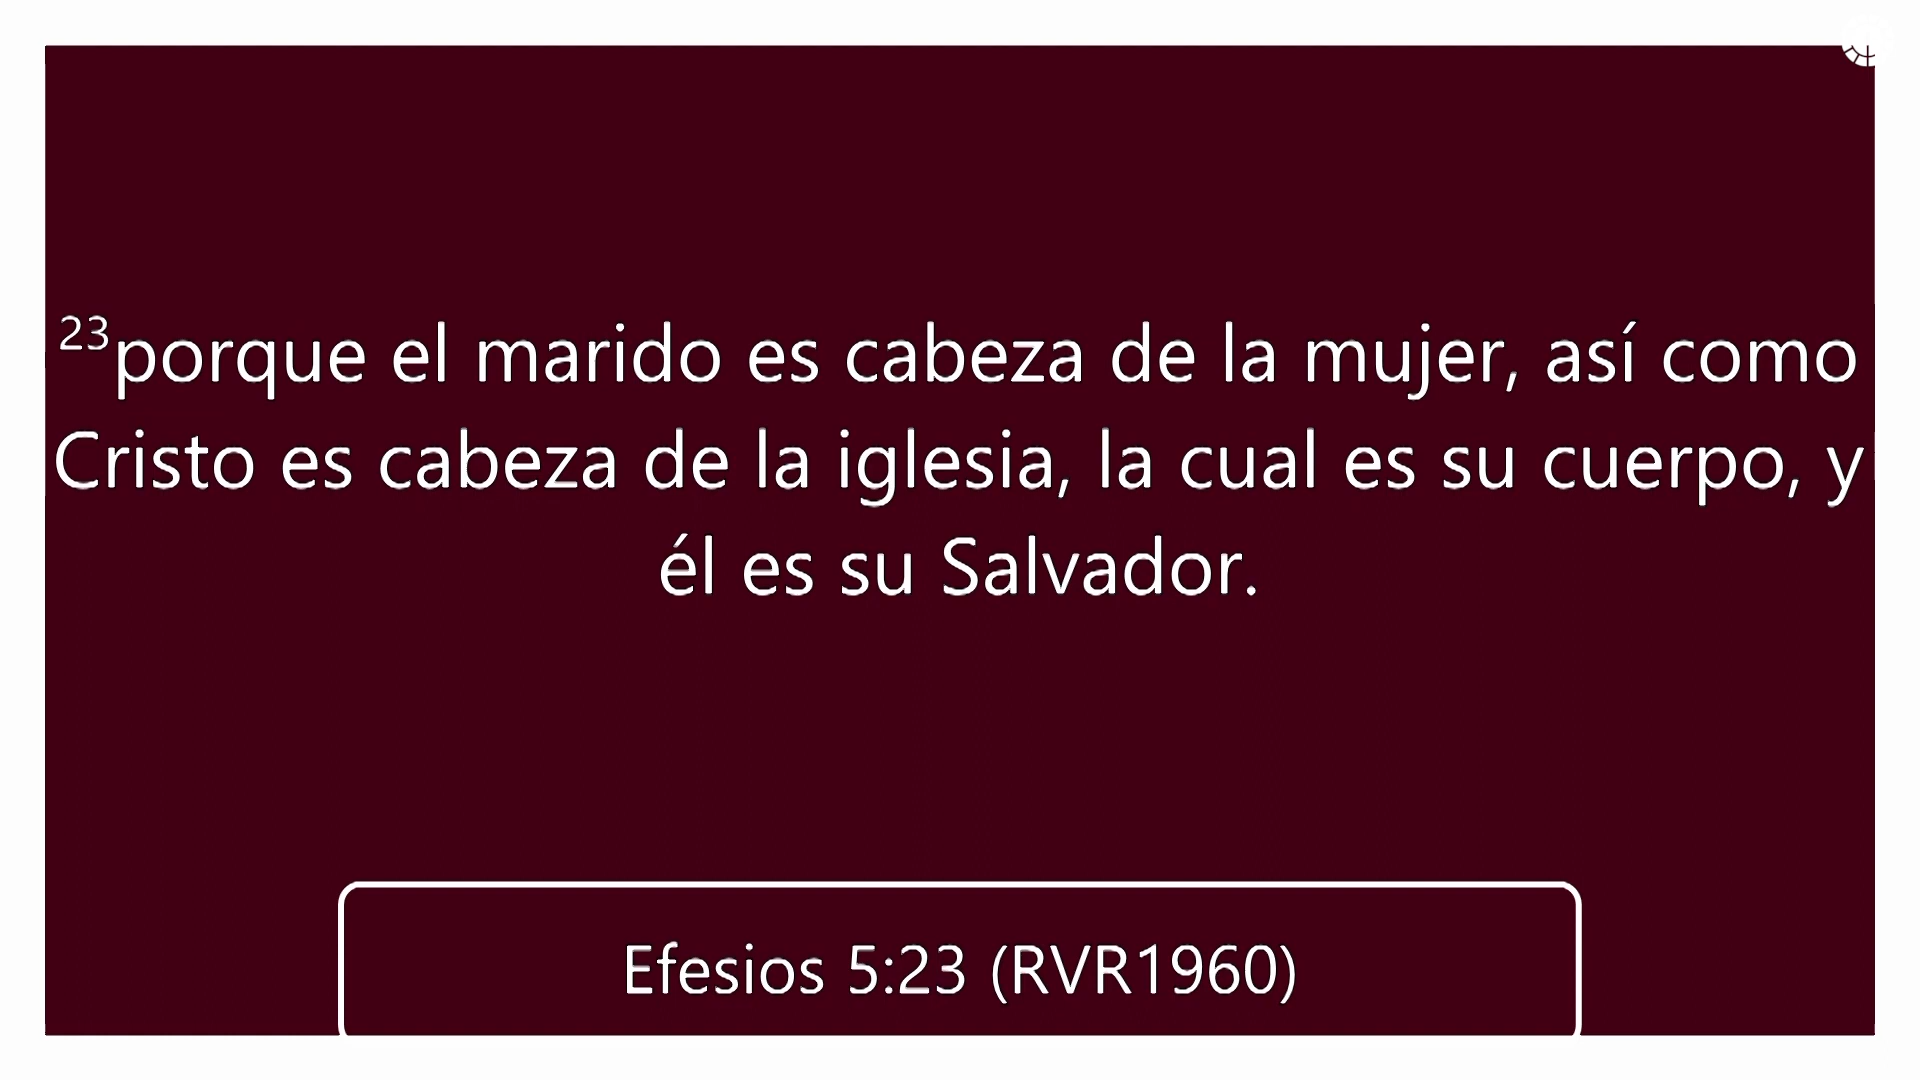 23porque el marido es cabeza de la mujer, así como
Cristo es cabeza de la iglesia, la cual es su cuerpo, y
él es su Salvador.
Efesios 5:23 (RVR1960)